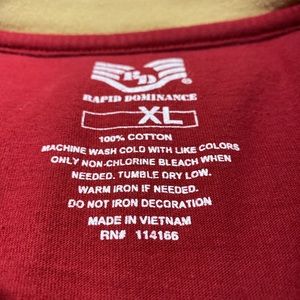 RD
RAPID DOMINANCE
XL
100% COTTON
MACHINE WASH COLD WITH LIKE COLORS
ONLY NON-CHLORINE BLEACH WHEN
NEEDED. TUMBLE DRY LOW.
WARM IRON IF NEEDED.
DO NOT IRON DECORATION
MADE IN VIETNAM
RN# 114166